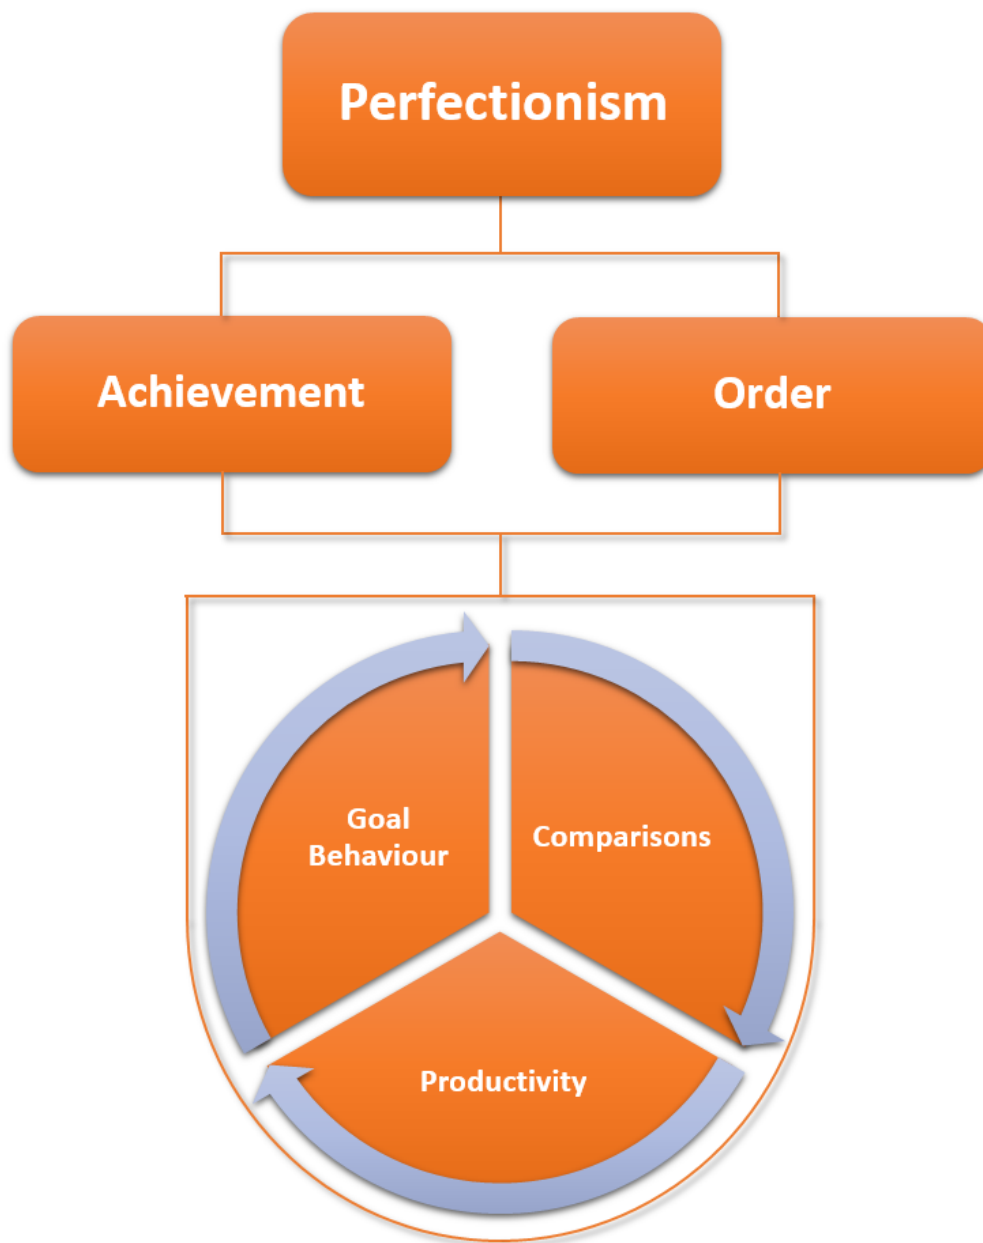 Perfectionism
Achievement
Order
Goal
Behaviour
Comparisons
Productivity